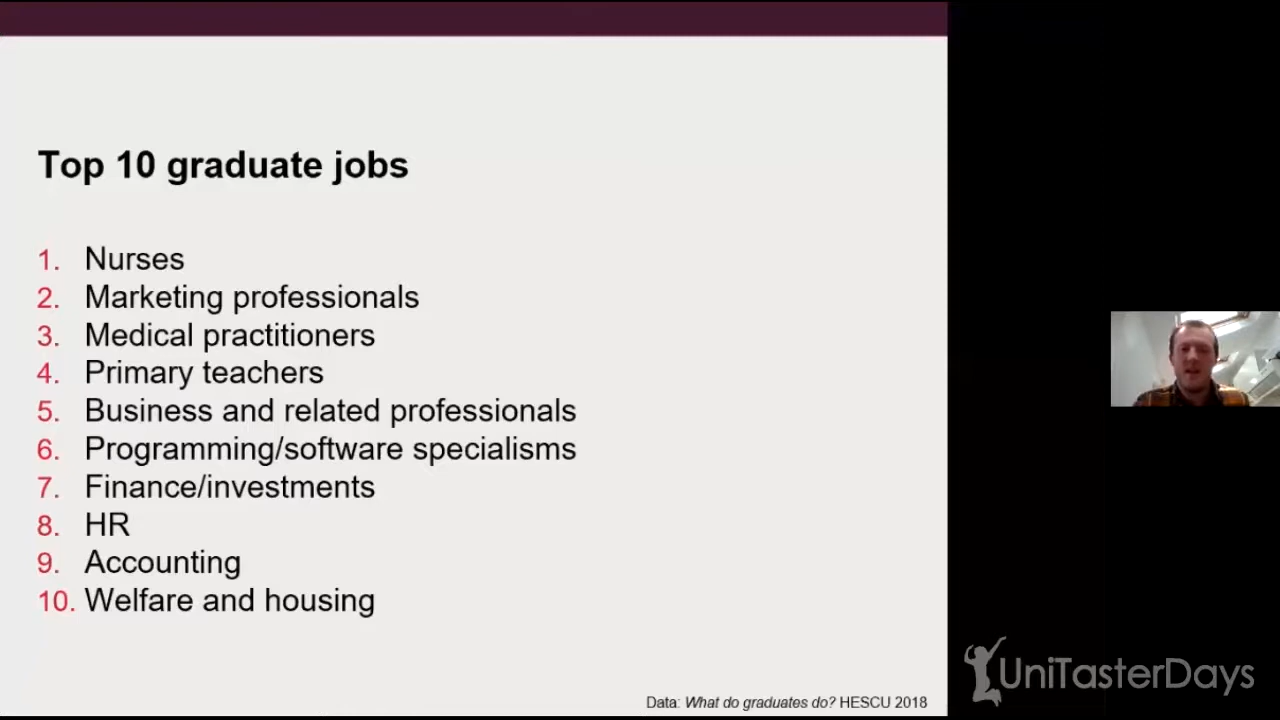 Top 10 graduate jobs
1. Nurses
2. Marketing professionals
3. Medical practitioners
4. Primary teachers
5. Business and related professionals
6. Programming/software specialisms
7. Finance/investments
8. HR
9. Accounting
10. Welfare and housing
Data: What do graduates do? HESCU 2018
UniTasterDays